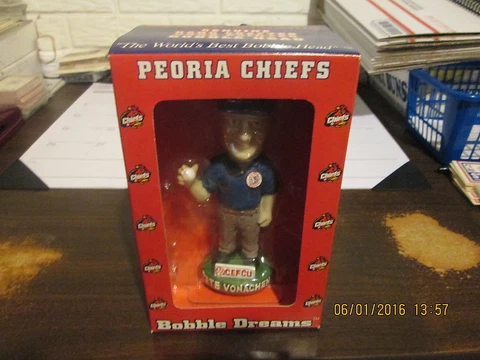 "The World's Best Bobble Head"
PEORIA CHIEFS
Chiefs
Chiefs
Chiefs
Chiefs
Chiefs
Chiefs
Chiefs
Chiefs
Chiefs
Chiefs
CEFCU
PETE VONACHEN
Bobble Dreams™
06/01/2016 13:57